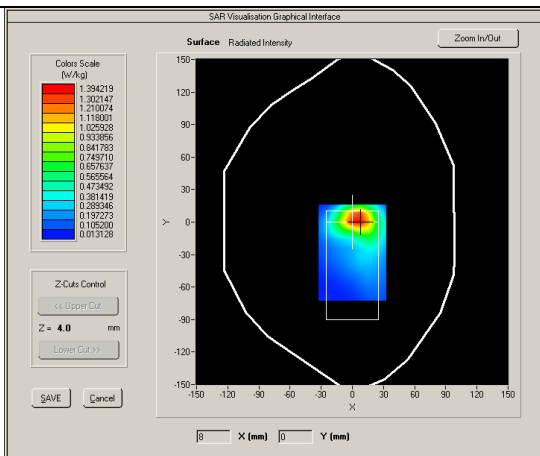 SAR Visualisation Graphical Interface
Surface Radiated Intensity
Zoom In/Out
Colors Scale
(W/kg)
1.394219
1.302147
1.210074
1.118001
1.025928
0.933856
0.841783
0.749710
0.657637
0.565564
0.473492
0.381419
0.289346
0.197273
0.105200
0.013128
Z-Cuts Control
<< Upper Cut
Z = 4.0 mm
Lower Cut >>
SAVE
Cancel
150
120
90
60
30
0
-30
-60
-90
-120
-150
Y
-150 -120 -90 -60 -30 0 30 60 90 120 150
X
8 X (mm) 0 Y (mm)